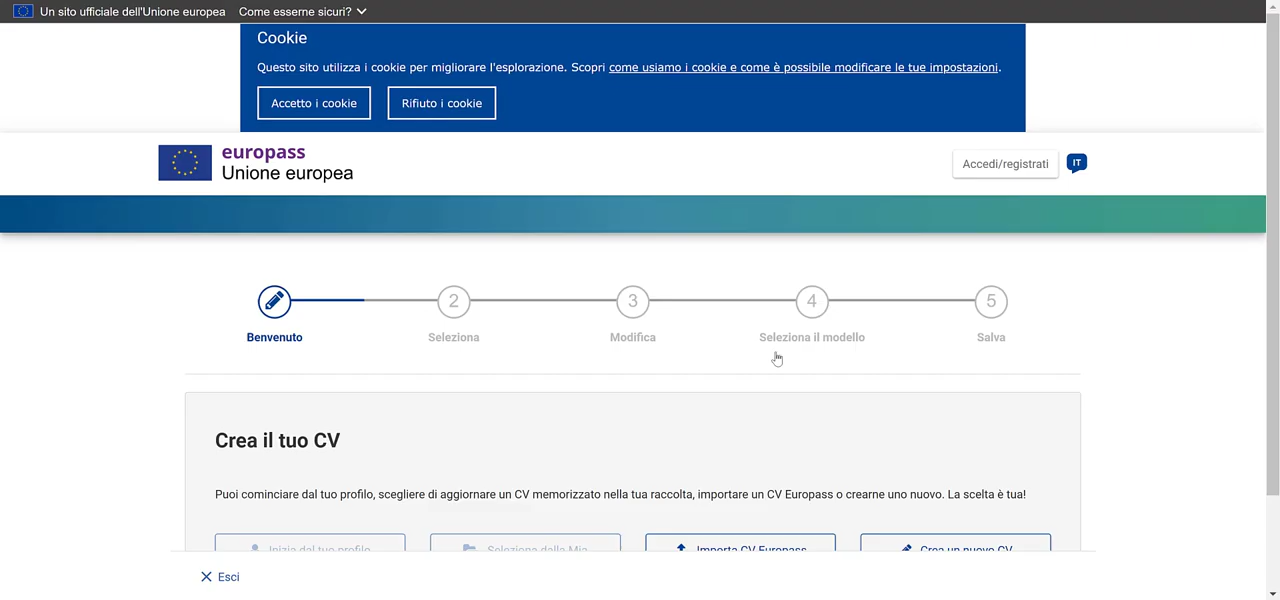 Un sito ufficiale dell'Unione europea Come esserne sicuri?
Cookie
Questo sito utilizza i cookie per migliorare l'esplorazione. Scopri come usiamo i cookie e come è possibile modificare le tue impostazioni.
Accetto i cookie Rifiuto i cookie
europass
Unione europea
Accedi/registrati IT
2 3 4 5
Benvenuto Seleziona Modifica Seleziona il modello Salva
Crea il tuo CV
Puoi cominciare dal tuo profilo, scegliere di aggiornare un CV memorizzato nella tua raccolta, importare un CV Europass o crearne uno nuovo. La scelta è tua!
Inizia dal tuo profilo Seleziona dalla Mia Importa CV Europass Crea un nuovo CV
Esci